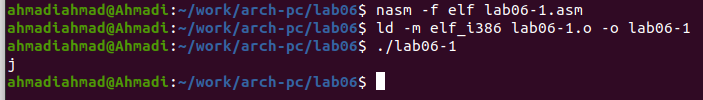 ahmadiahmad@Ahmadi:~/work/arch-pc/lab06$ nasm -f elf lab06-1.asm
ahmadiahmad@Ahmadi:~/work/arch-pc/lab06$ ld -m elf_i386 lab06-1.o -o lab06-1
ahmadiahmad@Ahmadi:~/work/arch-pc/lab06$ ./lab06-1
j
ahmadiahmad@Ahmadi:~/work/arch-pc/lab06$